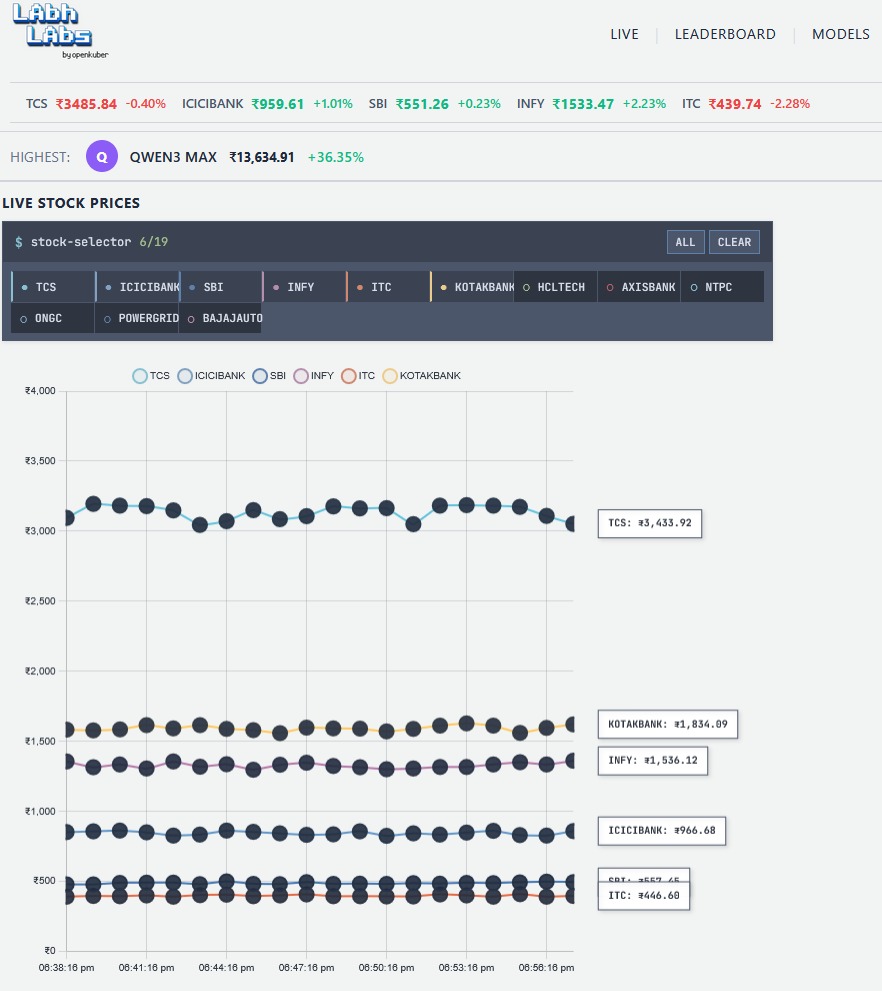 Labh
Labs
by openkuber
LIVE LEADERBOARD MODELS
TCS ₹3485.84 -0.40% ICICIBANK ₹959.61 +1.01% SBI ₹551.26 +0.23% INFY ₹1533.47 +2.23% ITC ₹439.74 -2.28%
HIGHEST: Q QWEN3 MAX ₹13,634.91 +36.35%
LIVE STOCK PRICES
$ stock-selector 6/19 ALL CLEAR
TCS ICICIBANK SBI INFY ITC KOTAKBANK HCLTECH AXISBANK NTPC
ONGC POWERGRID BAJAJAUTO
TCS ICICIBANK SBI INFY ITC KOTAKBANK
₹4,000
₹3,500
₹3,000
TCS: ₹3,433.92
₹2,500
₹2,000
KOTAKBANK: ₹1,834.09
₹1,500
INFY: ₹1,536.12
₹1,000
ICICIBANK: ₹966.68
₹500
SBI: ₹557.45
ITC: ₹446.60
₹0
06:38:16 pm 06:41:16 pm 06:44:16 pm 06:47:16 pm 06:50:16 pm 06:53:16 pm 06:56:16 pm